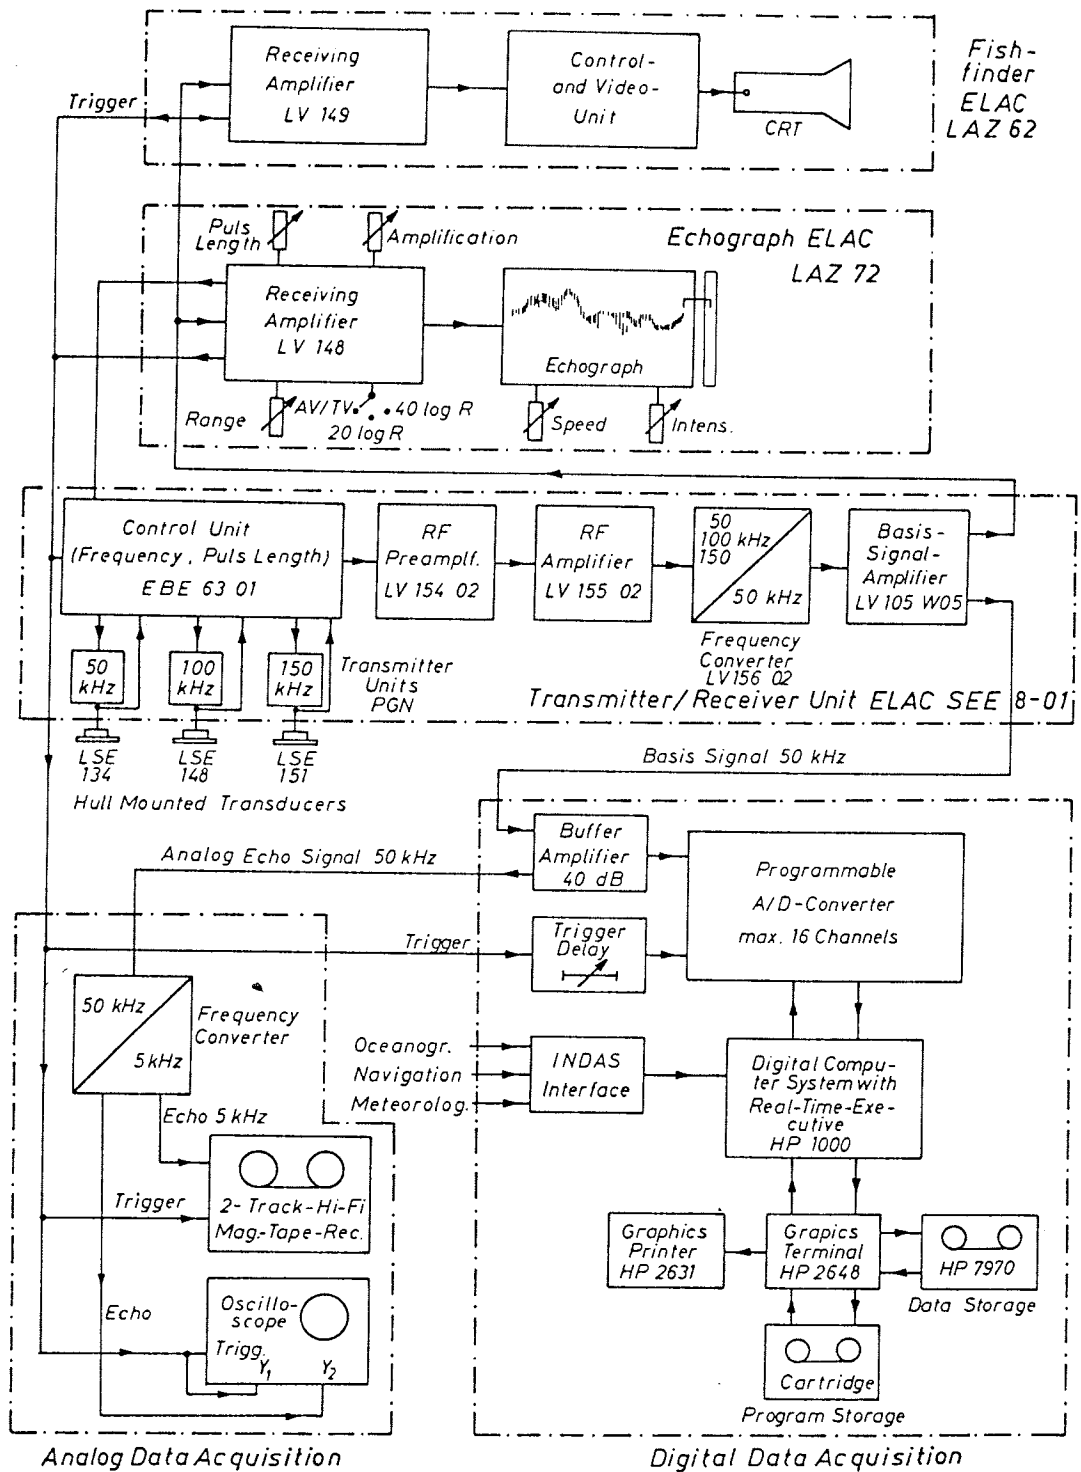 Fish-
finder
ELAC
LAZ 62
Receiving
Amplifier
LV 149
Control-
and Video-
Unit
CRT
Trigger
Puls
Length
Amplification
Echograph ELAC
LAZ 72
Receiving
Amplifier
LV 148
Echograph
Range
AV/TV
40 log R
20 log R
Speed
Intens.
Control Unit
(Frequency, Puls Length)
EBE 63 01
RF
Preamplf.
LV 154 02
RF
Amplifier
LV 155 02
50
100 kHz
150
50 kHz
Basis-
Signal-
Amplifier
LV 105 W05
Frequency
Converter
LV 156 02
50
kHz
100
kHz
150
kHz
Transmitter
Units
PGN
Transmitter/Receiver Unit ELAC SEE 8-01
LSE
134
LSE
148
LSE
151
Hull Mounted Transducers
Basis Signal 50 kHz
Analog Echo Signal 50 kHz
Buffer
Amplifier
40 dB
Programmable
A/D-Converter
max. 16 Channels
Trigger
Trigger
Delay
50 kHz
5 kHz
Frequency
Converter
Oceanogr.
Navigation
Meteorolog.
INDAS
Interface
Digital Compu-
ter System with
Real-Time-Exe-
cutive
HP 1000
Echo 5 kHz
Trigger
2-Track-Hi-Fi
Mag.-Tape-Rec.
Graphics
Printer
HP 2631
Grapics
Terminal
HP 2648
HP 7970
Data Storage
Echo
Oscillo-
scope
Trigg.
Y1
Y2
Cartridge
Program Storage
Analog Data Acquisition
Digital Data Acquisition